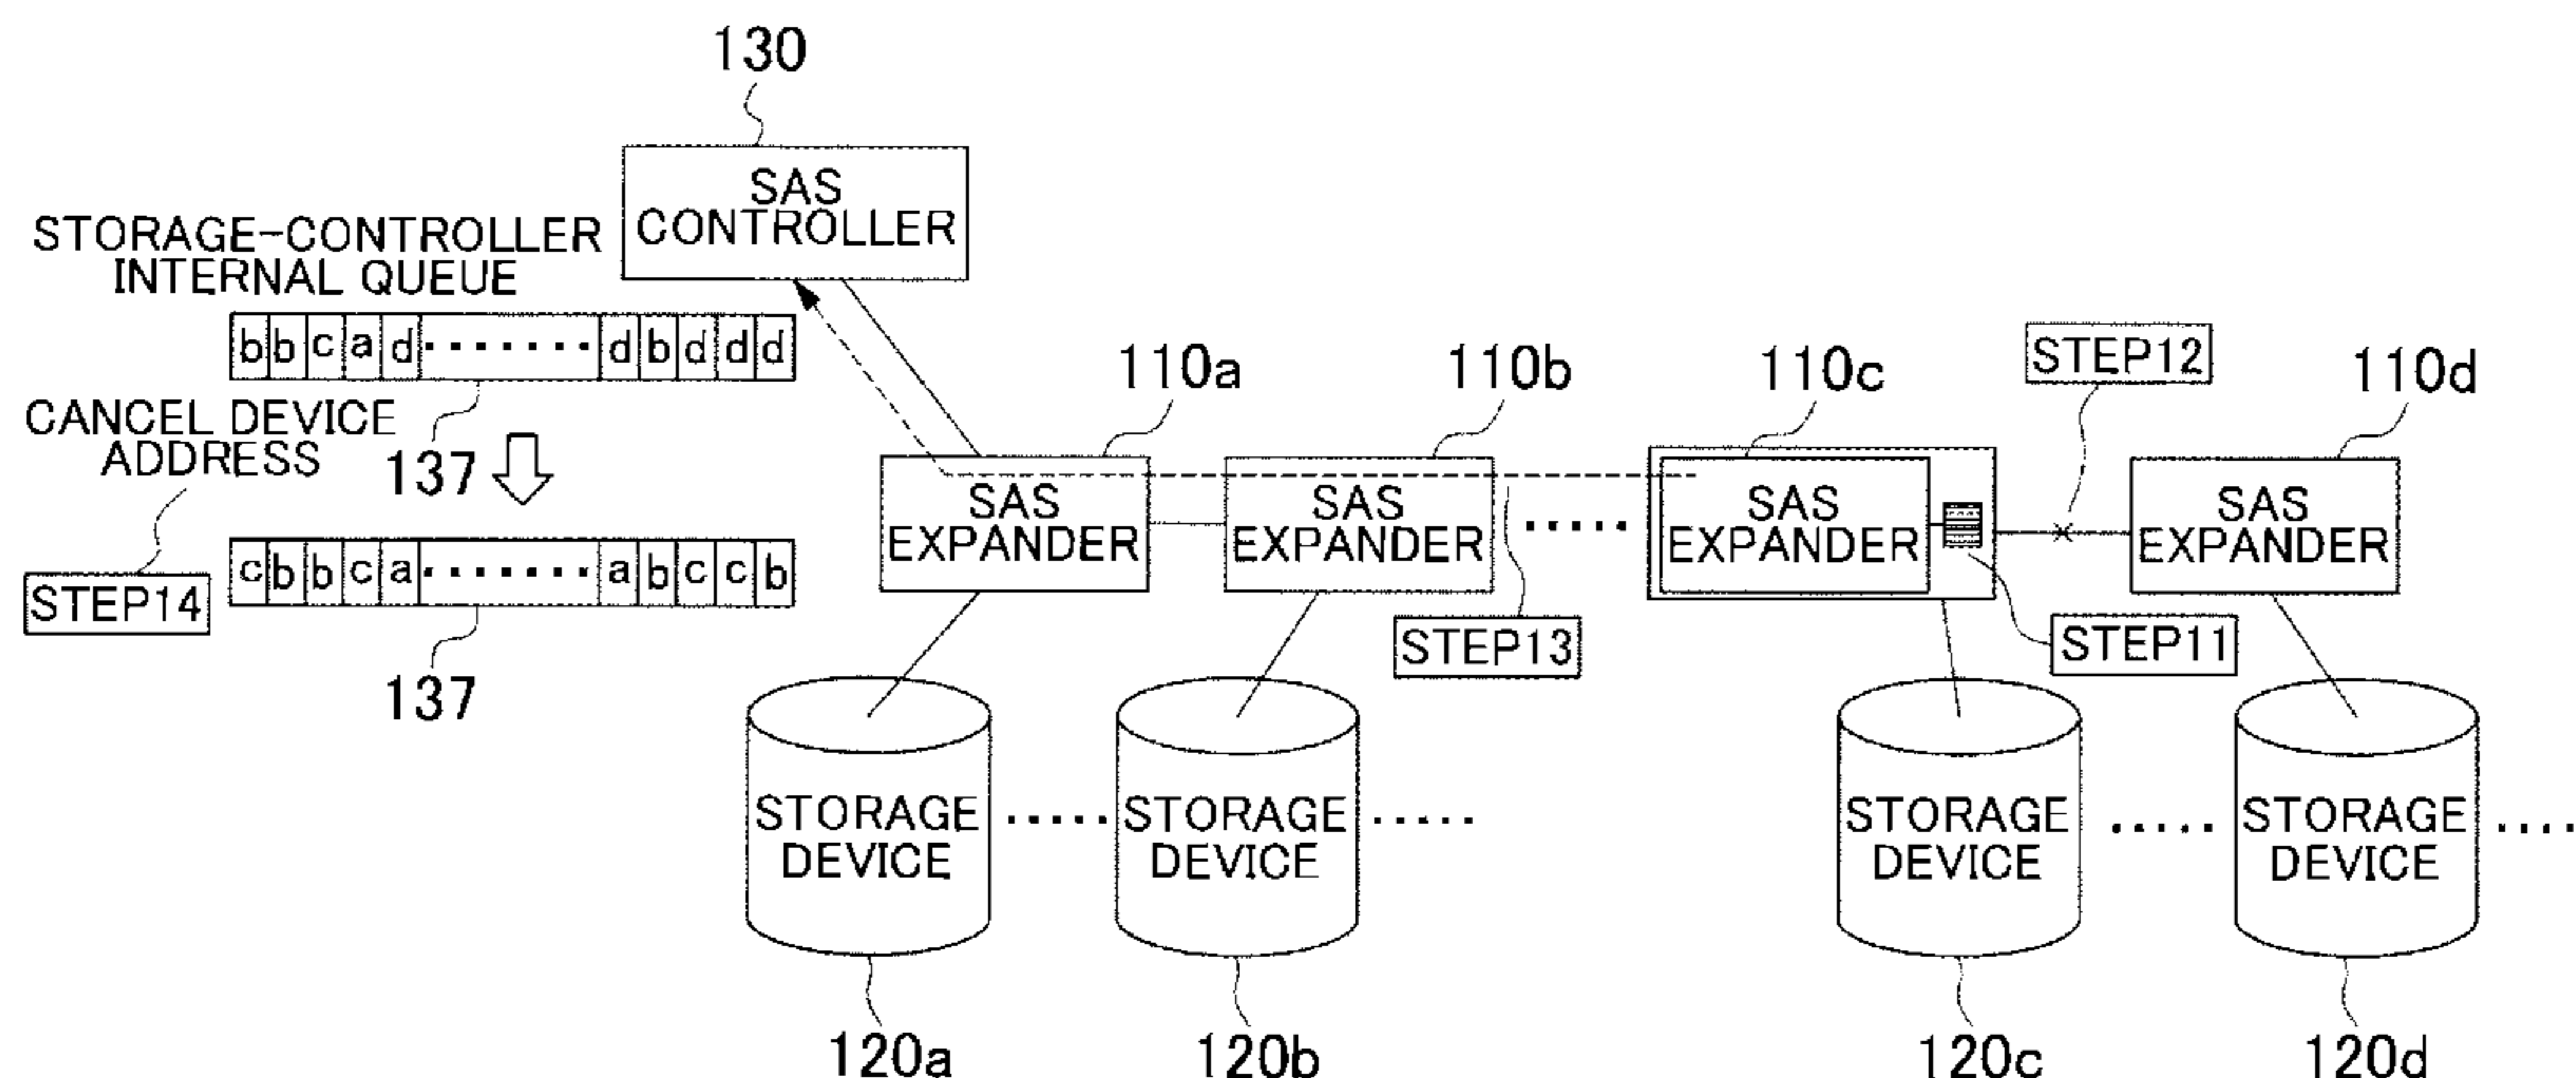 130
SAS
CONTROLLER
STORAGE-CONTROLLER
INTERNAL QUEUE
b b c a d ....... d b d d d
CANCEL DEVICE
ADDRESS
137
STEP14
c b b c a ....... a b c c b
137
110a
110b
110c
STEP12
110d
SAS
EXPANDER
SAS
EXPANDER
.....
SAS
EXPANDER
SAS
EXPANDER
STEP13
STEP11
STORAGE
DEVICE
.....
STORAGE
DEVICE
.....
STORAGE
DEVICE
.....
STORAGE
DEVICE
....
120a
120b
120c
120d